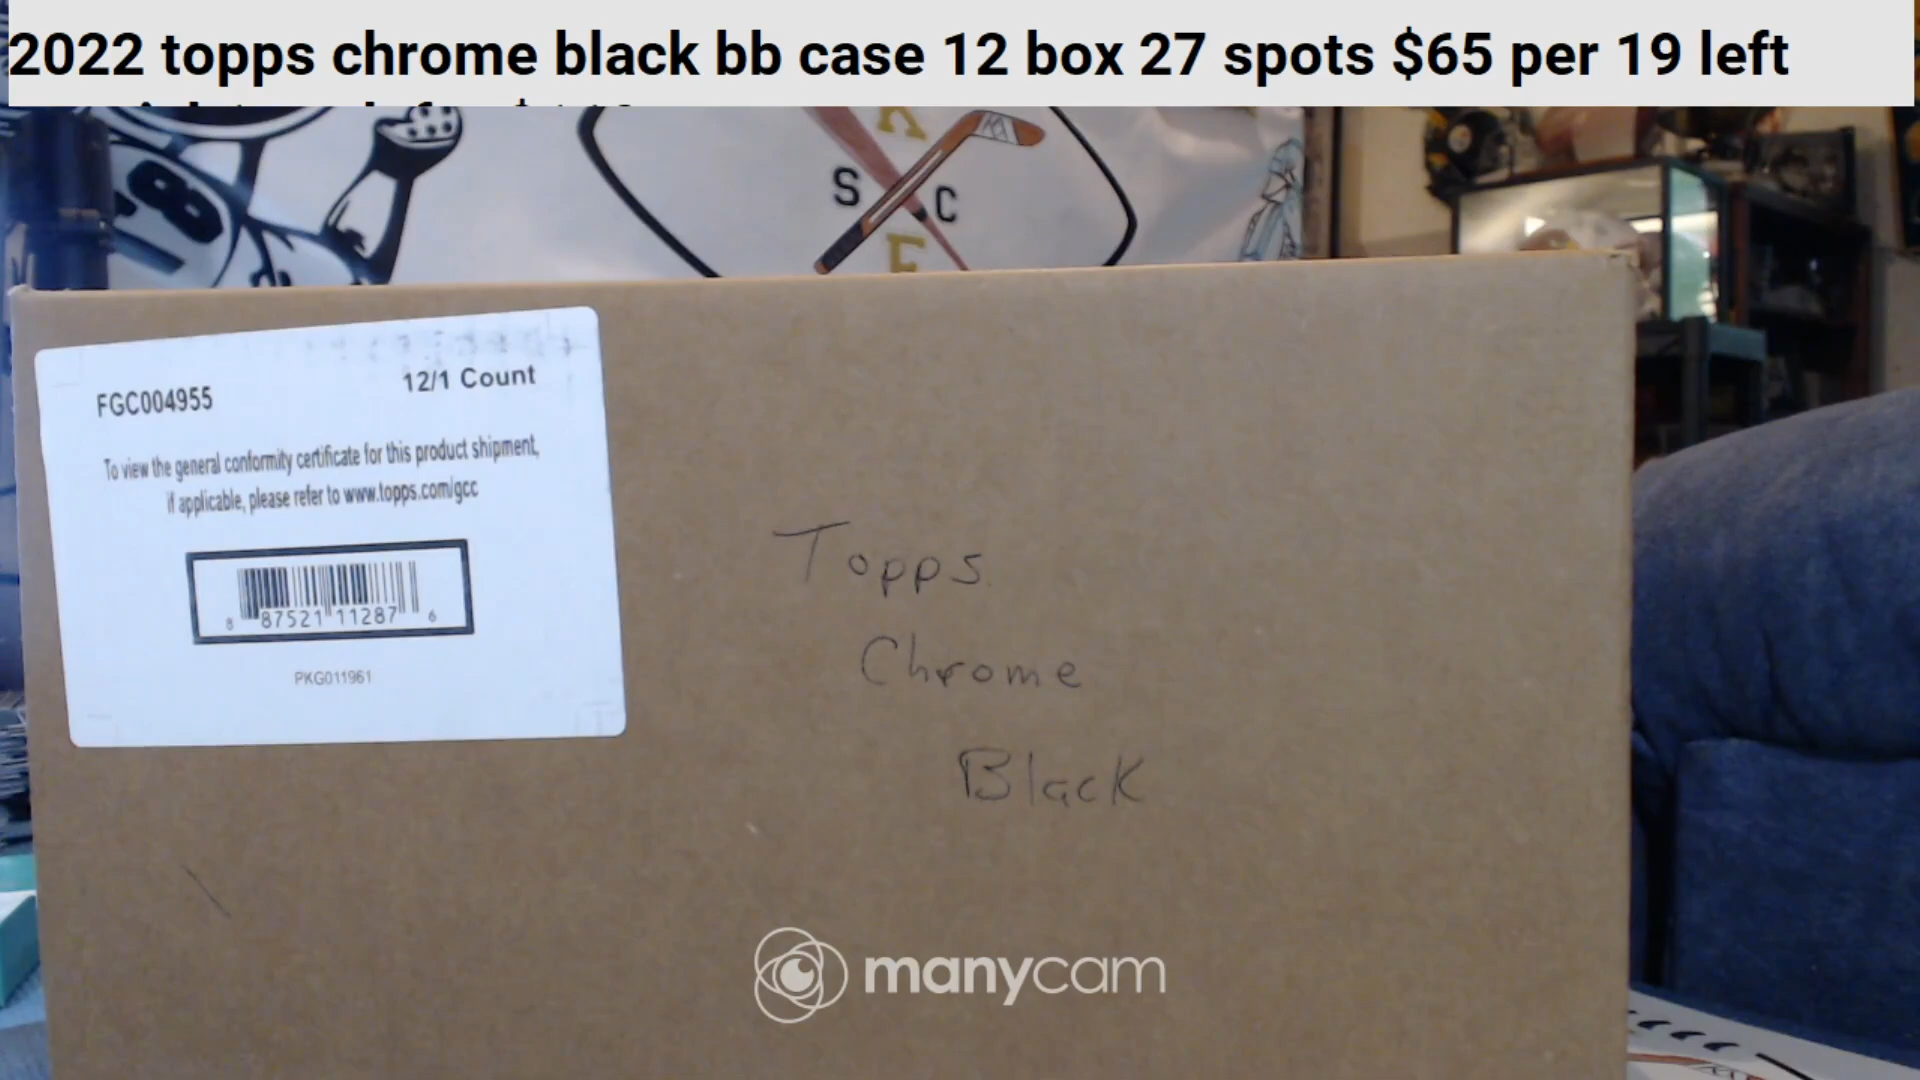 2022 topps chrome black bb case 12 box 27 spots $65 per 19 left
K
S C
F
48
FGC004955 12/1 Count
To view the general conformity certificate for this product shipment,
if applicable, please refer to www.topps.com/gcc
8 87521 11287 6
PKG011961
Topps
Chrome
Black
manycam